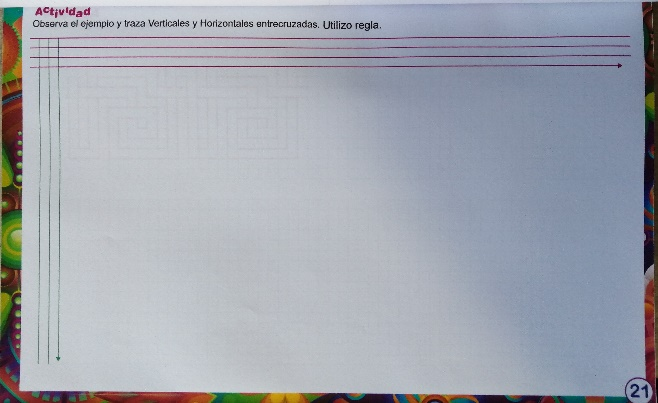 Actividad
Observa el ejemplo y traza Verticales y Horizontales entrecruzadas. Utilizo regla.
21